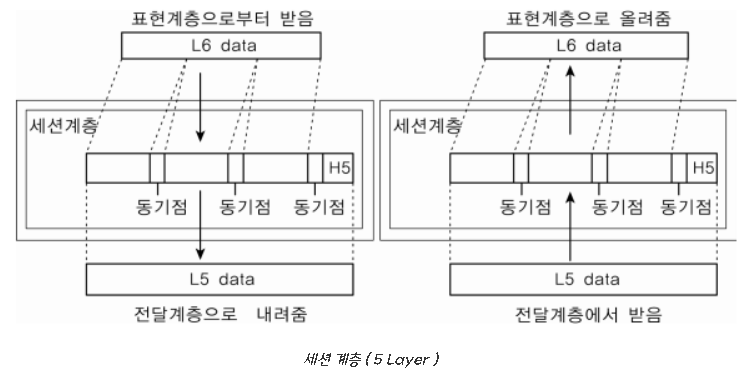 표현계층으로부터 받음
L6 data
세션계층
H5
동기점 동기점 동기점
L5 data
전달계층으로 내려줌
표현계층으로 올려줌
L6 data
세션계층
H5
동기점 동기점 동기점
L5 data
전달계층에서 받음
세션 계층 ( 5 Layer )